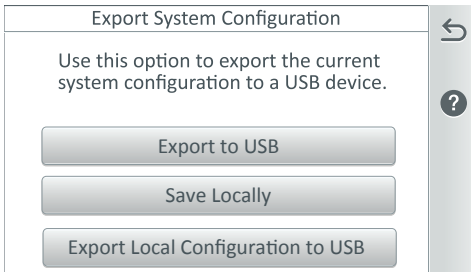 Export System Configuration
Use this option to export the current
system configuration to a USB device.
Export to USB
Save Locally
Export Local Configuration to USB
?